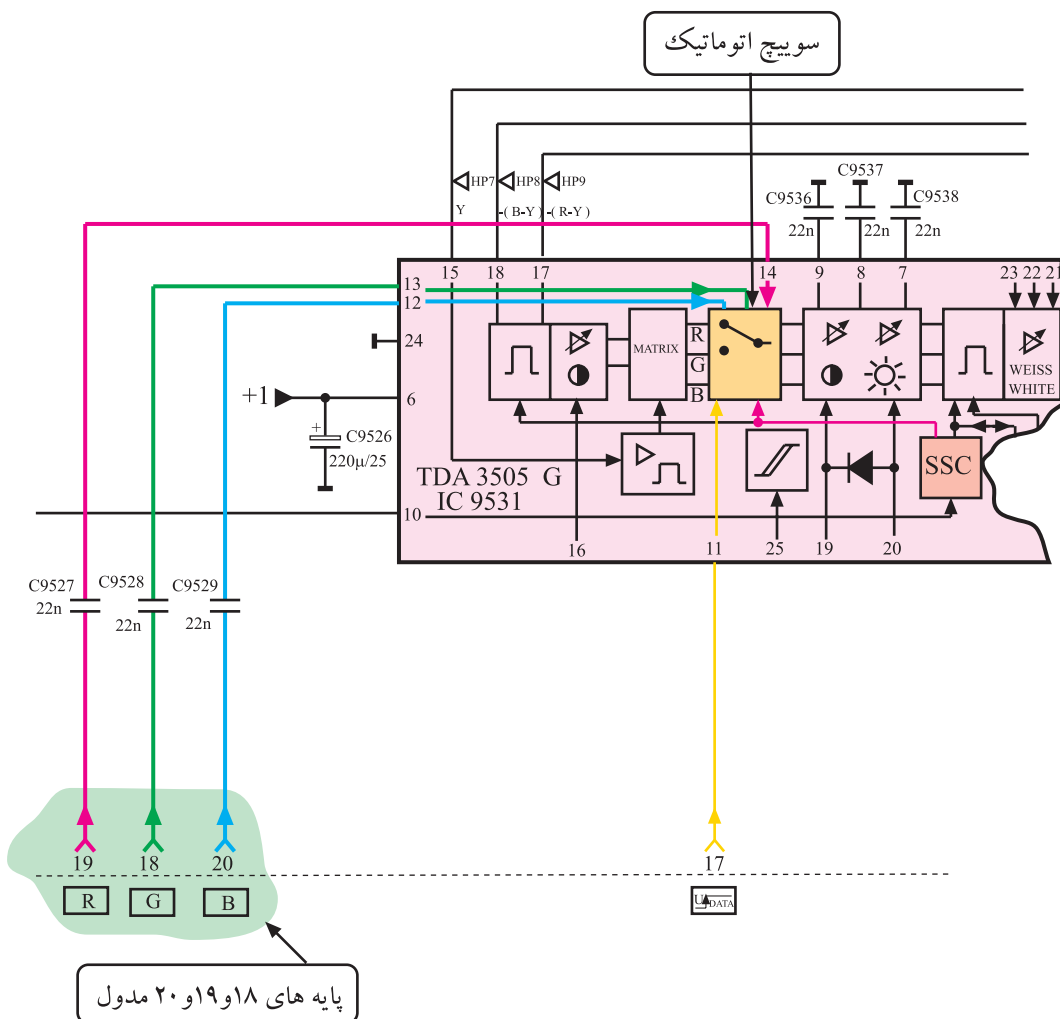 سوییچ اتوماتیک
HP7
HP8
HP9
Y
-( B-Y )
-( R-Y )
C9536
C9537
C9538
22n
22n
22n
15
18
17
14
9
8
7
23
22
21
13
12
24
+1
6
+
C9526
220µ/25
MATRIX
R
G
B
WEISS
WHITE
SSC
TDA 3505 G
IC 9531
10
16
11
25
19
20
C9527
22n
C9528
22n
C9529
22n
19
18
20
17
R
G
B
U DATA
پایه های ۱۸و۱۹و۲۰ مدول